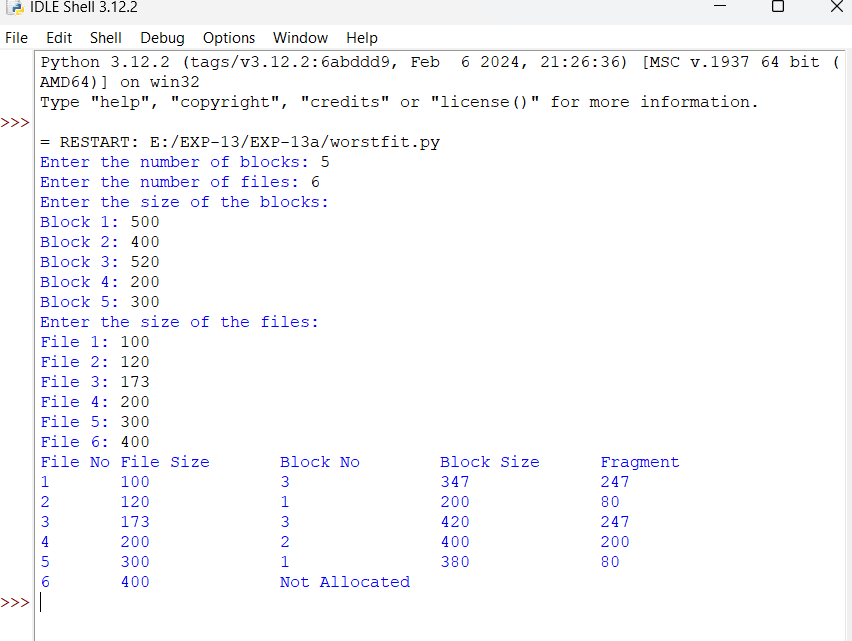 IDLE Shell 3.12.2
File Edit Shell Debug Options Window Help
Python 3.12.2 (tags/v3.12.2:6abddd9, Feb  6 2024, 21:26:36) [MSC v.1937 64 bit (
AMD64)] on win32
Type "help", "copyright", "credits" or "license()" for more information.
>>>
= RESTART: E:/EXP-13/EXP-13a/worstfit.py
Enter the number of blocks: 5
Enter the number of files: 6
Enter the size of the blocks:
Block 1: 500
Block 2: 400
Block 3: 520
Block 4: 200
Block 5: 300
Enter the size of the files:
File 1: 100
File 2: 120
File 3: 173
File 4: 200
File 5: 300
File 6: 400
File No File Size       Block No        Block Size      Fragment
1       100             3               347             247
2       120             1               200             80
3       173             3               420             247
4       200             2               400             200
5       300             1               380             80
6       400             Not Allocated
>>>